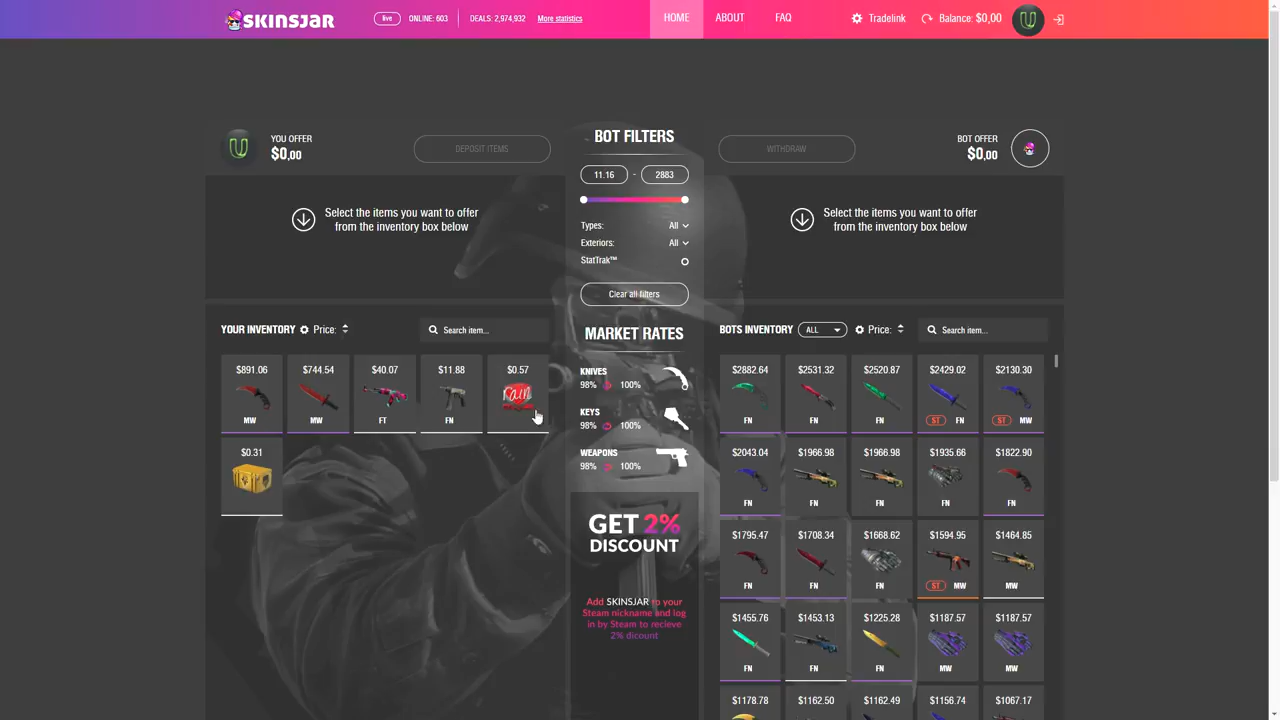 SKINSJAR
live ONLINE: 603 DEALS: 2,974,932 More statistics
HOME ABOUT FAQ
Tradelink Balance: $0,00
YOU OFFER
$0,00
DEPOSIT ITEMS
Select the items you want to offer
from the inventory box below
BOT FILTERS
11.16 - 2883
Types: All
Exteriors: All
StatTrak™
Clear all filters
WITHDRAW
BOT OFFER
$0,00
Select the items you want to offer
from the inventory box below
YOUR INVENTORY Price: Search item...
$891.06 $744.54 $40.07 $11.88 $0.57
rain
MW MW FT FN
$0.31
MARKET RATES
KNIVES
98% 100%
KEYS
98% 100%
WEAPONS
98% 100%
GET 2%
DISCOUNT
Add SKINSJAR to your
Steam nickname and log
in by Steam to recieve
2% dicount
BOTS INVENTORY ALL Price: Search item...
$2882.64 $2531.32 $2520.87 $2429.02 $2130.30
FN FN FN ST FN ST MW
$2043.04 $1966.98 $1966.98 $1935.66 $1822.90
FN FN FN FN FN
$1795.47 $1708.34 $1668.62 $1594.95 $1464.85
FN FN FN ST MW MW
$1455.76 $1453.13 $1225.28 $1187.57 $1187.57
FN FN FN MW MW
$1178.78 $1162.50 $1162.49 $1156.74 $1067.17